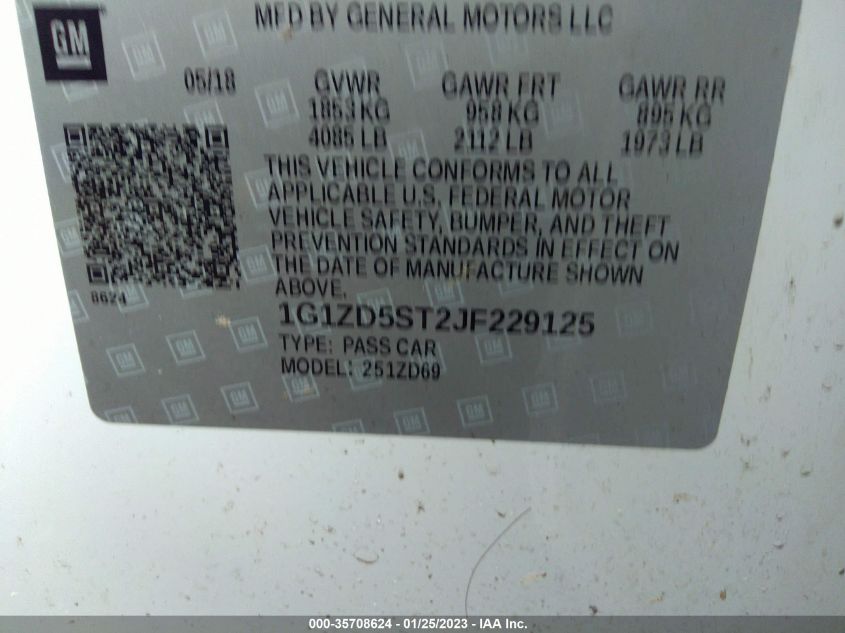 GM
MFD BY GENERAL MOTORS LLC
05/18 GVWR GAWR FRT GAWR RR
1853 KG 958 KG 895 KG
4085 LB 2112 LB 1973 LB
THIS VEHICLE CONFORMS TO ALL
APPLICABLE U.S. FEDERAL MOTOR
VEHICLE SAFETY, BUMPER, AND THEFT
PREVENTION STANDARDS IN EFFECT ON
THE DATE OF MANUFACTURE SHOWN
ABOVE.
8624
1G1ZD5ST2JF229125
TYPE: PASS CAR
MODEL: 251ZD69
000-35708624 - 01/25/2023 - IAA Inc.